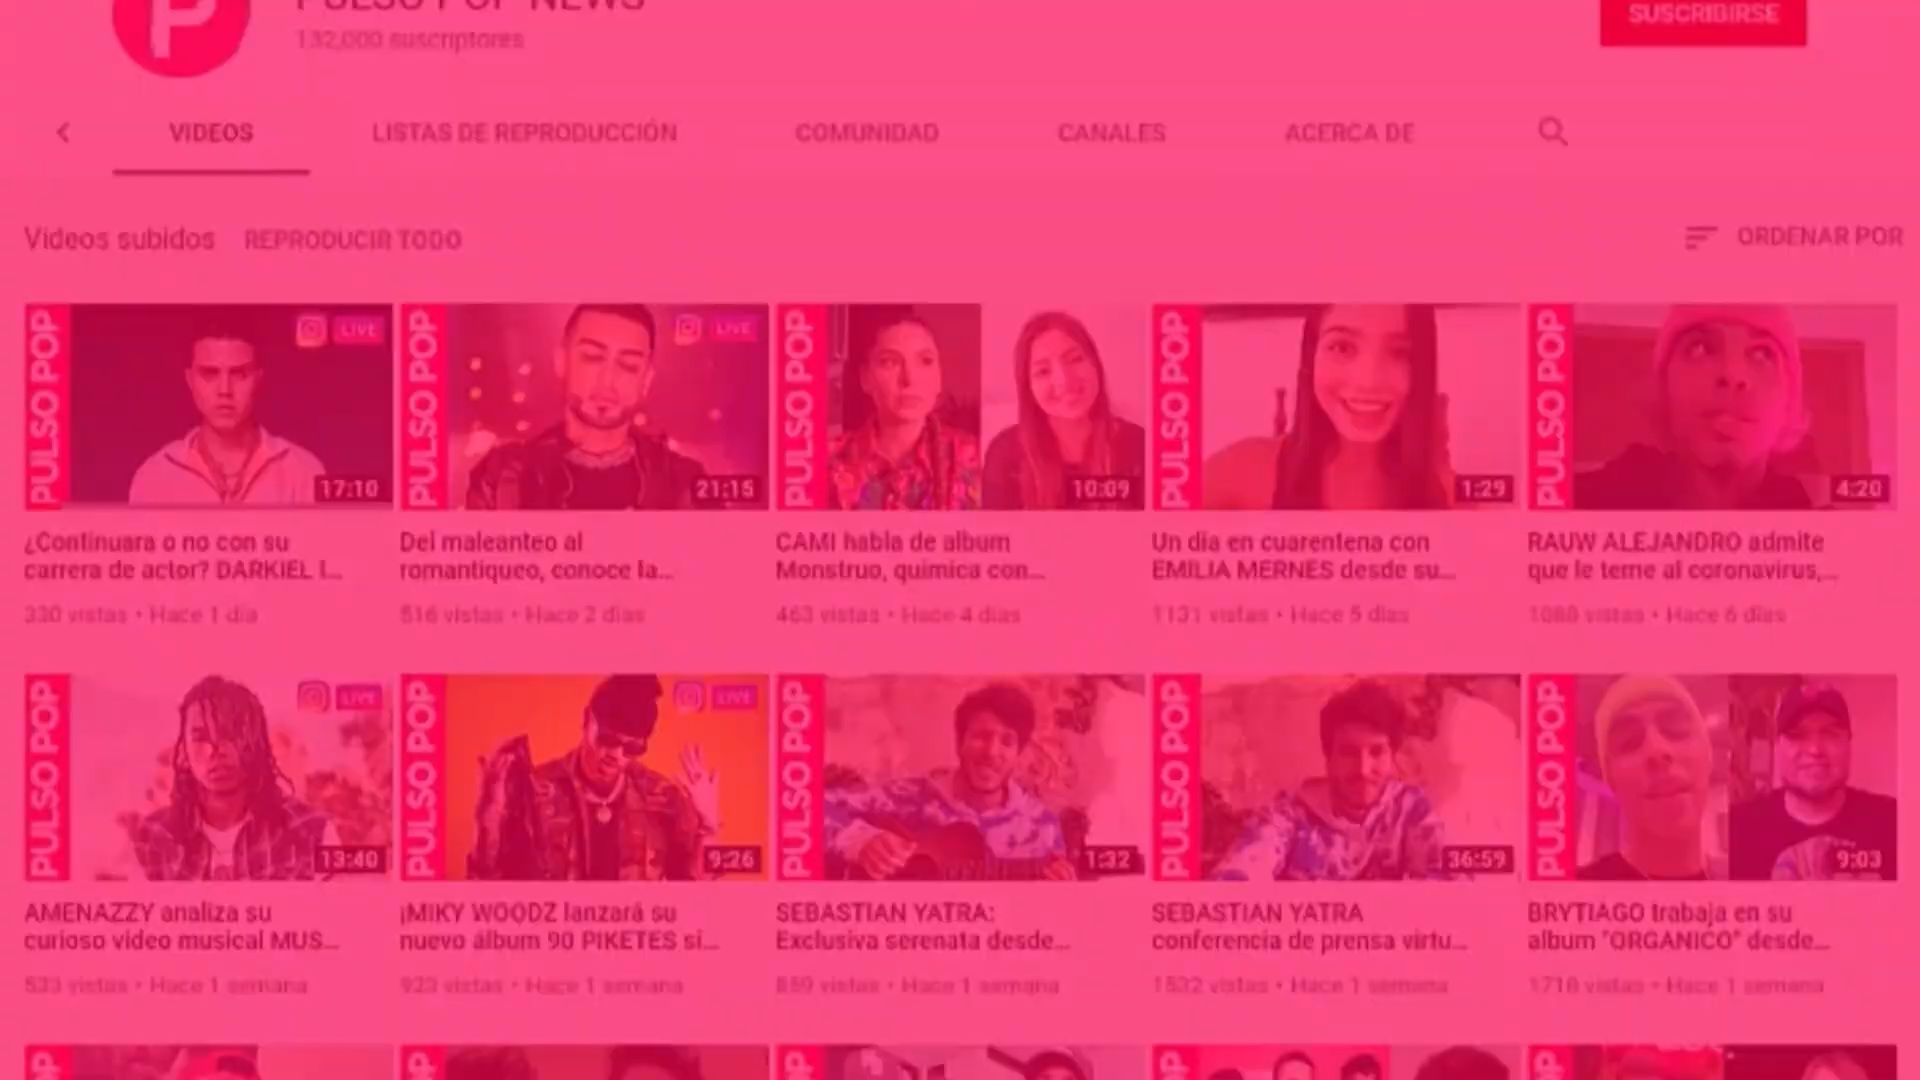 PULSO POP NEWS
132,000 suscriptores
SUSCRIBIRSE
VIDEOS
LISTAS DE REPRODUCCIÓN
COMUNIDAD
CANALES
ACERCA DE
Videos subidos
REPRODUCIR TODO
ORDENAR POR
PULSO POP
LIVE
17:10
PULSO POP
LIVE
21:15
PULSO POP
10:09
PULSO POP
1:29
PULSO POP
4:20
¿Continuara o no con su
carrera de actor? DARKIEL l...
330 vistas • Hace 1 día
Del maleanteo al
romantiqueo, conoce la...
516 vistas • Hace 2 días
CAMI habla de album
Monstruo, quimica con...
463 vistas • Hace 4 días
Un dia en cuarentena con
EMILIA MERNES desde su...
1131 vistas • Hace 5 días
RAUW ALEJANDRO admite
que le teme al coronavirus,...
1088 vistas • Hace 6 días
PULSO POP
LIVE
13:40
PULSO POP
LIVE
9:26
PULSO POP
1:32
PULSO POP
36:59
PULSO POP
9:03
AMENAZZY analiza su
curioso video musical MUS...
533 vistas • Hace 1 semana
¡MIKY WOODZ lanzará su
nuevo álbum 90 PIKETES si...
923 vistas • Hace 1 semana
SEBASTIAN YATRA:
Exclusiva serenata desde...
859 vistas • Hace 1 semana
SEBASTIAN YATRA
conferencia de prensa virtu...
1532 vistas • Hace 1 semana
BRYTIAGO trabaja en su
album "ORGANICO" desde...
1718 vistas • Hace 1 semana